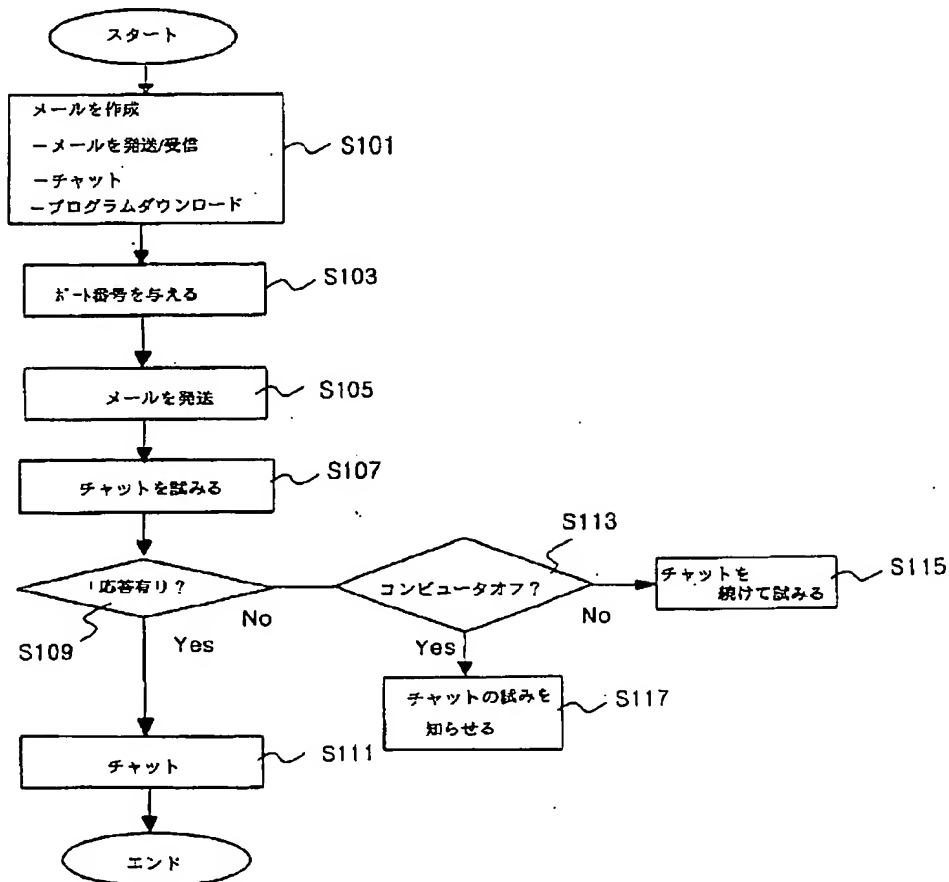 スタート
メールを作成
ーメールを発送/受信
ーチャット
ープログラムダウンロード
S101
ポート番号を与える
S103
メールを発送
S105
チャットを試みる
S107
応答有り?
S109
Yes
No
コンピュータオフ?
S113
Yes
No
チャットを
続けて試みる
S115
チャットの試みを
知らせる
S117
チャット
S111
エンド